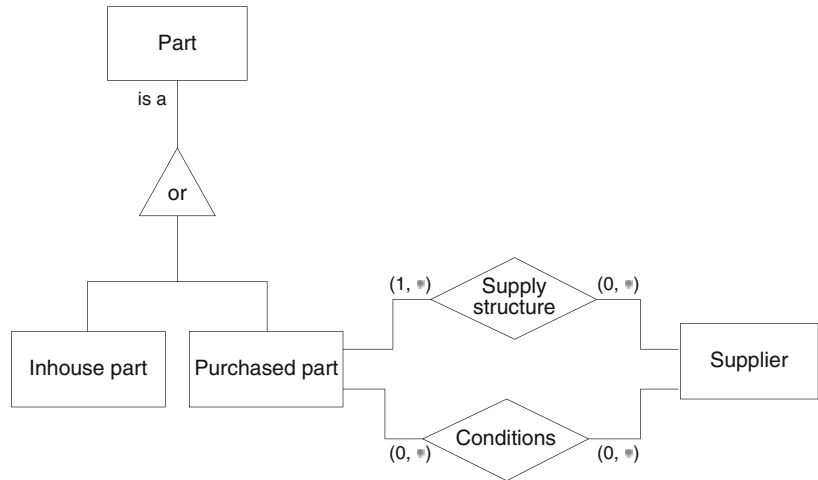 Part
is a
or
Inhouse part
Purchased part
(1, *)
Supply
structure
(0, *)
Supplier
(0, *)
Conditions
(0, *)